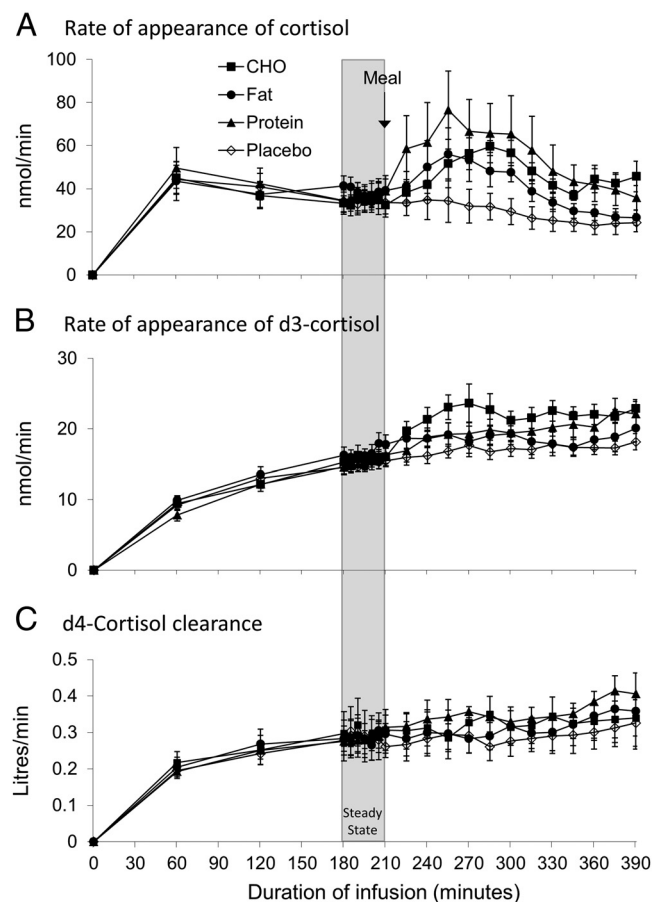 A Rate of appearance of cortisol
100
80
60
40
20
0
nmol/min
CHO
Fat
Protein
Placebo
Meal
B Rate of appearance of d3-cortisol
30
20
10
0
nmol/min
C d4-Cortisol clearance
0.5
0.4
0.3
0.2
0.1
0
Litres/min
Steady
State
0 60 120 180 210 240 270 300 330 360 390
Duration of infusion (minutes)